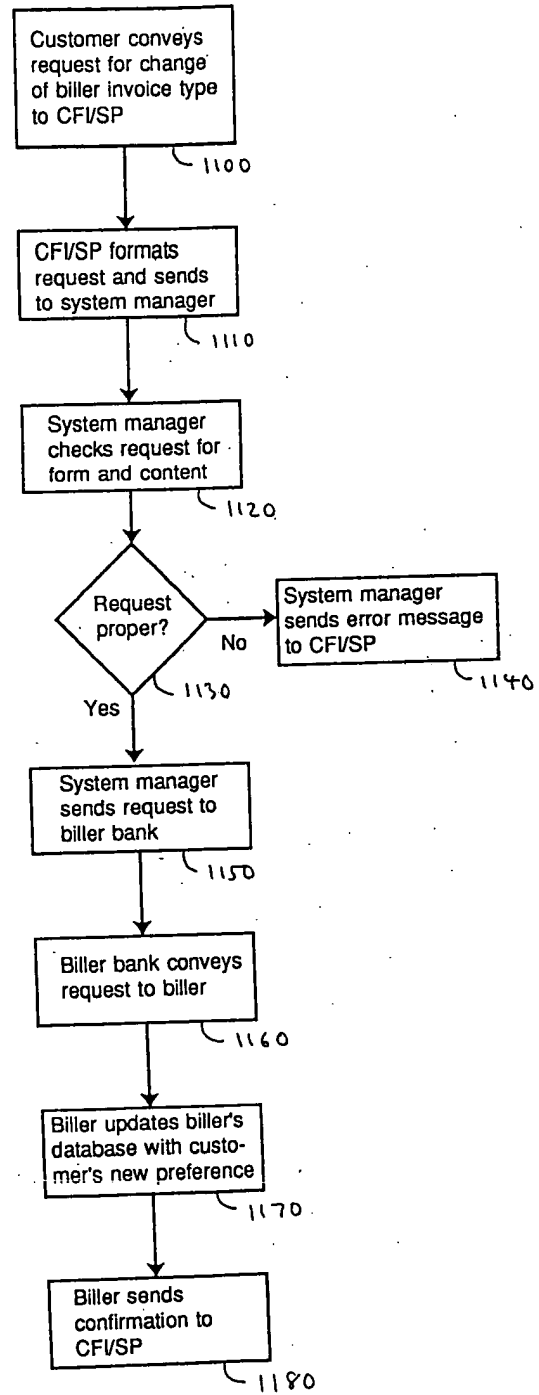 Customer conveys
request for change
of biller invoice type
to CFI/SP
1100
CFI/SP formats
request and sends
to system manager
1110
System manager
checks request for
form and content
1120
Request
proper?
No
1130
System manager
sends error message
to CFI/SP
1140
Yes
System manager
sends request to
biller bank
1150
Biller bank conveys
request to biller
1160
Biller updates biller's
database with custo-
mer's new preference
1170
Biller sends
confirmation to
CFI/SP
1180